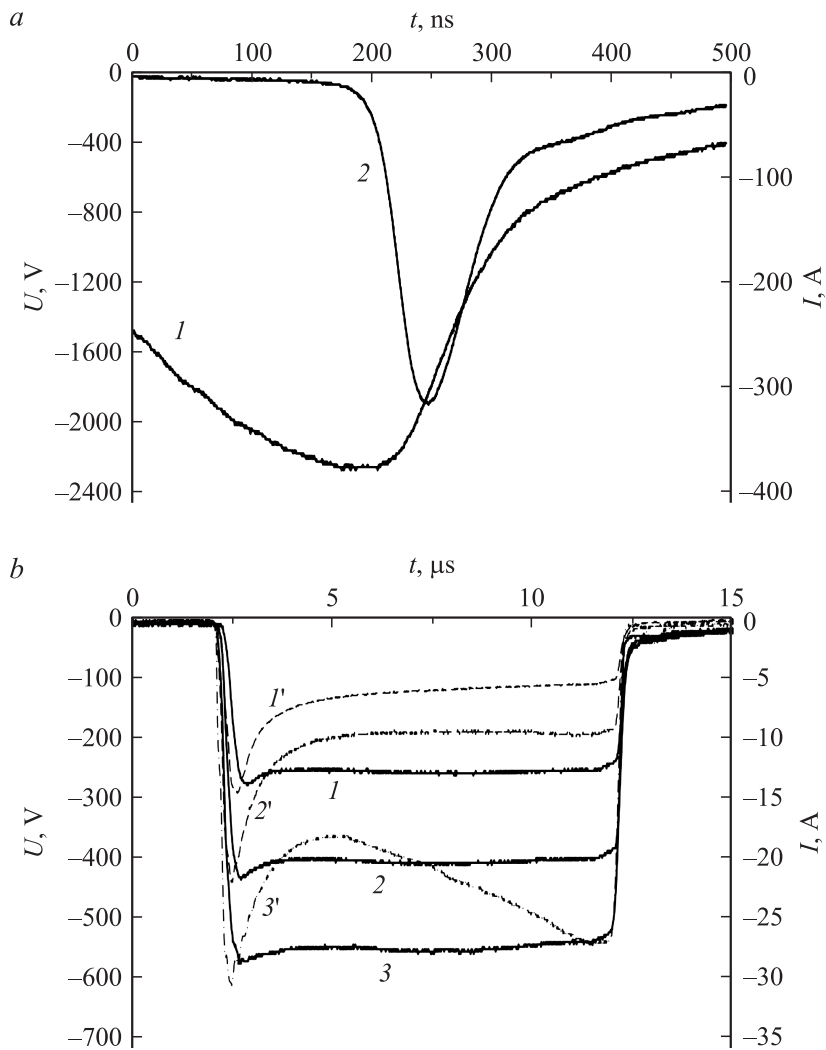 a
t, ns
0 100 200 300 400 500
0 0
–400
2
–100
–800
U, V
–1200
–200
I, A
1
–1600
–300
–2000
–2400
–400
b
t, μs
0 5 10 15
0 0
–100 –5
1'
–200 –10
1
–300
2'
–15
U, V
I, A
–400 –20
2
3'
–500 –25
3
–600 –30
–700 –35